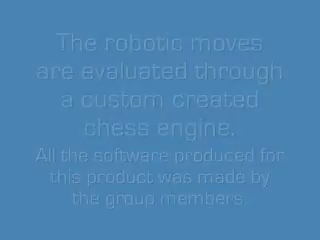 The robotic moves
are evaluated through
a custom created
chess engine.
All the software produced for
this product was made by
the group members.